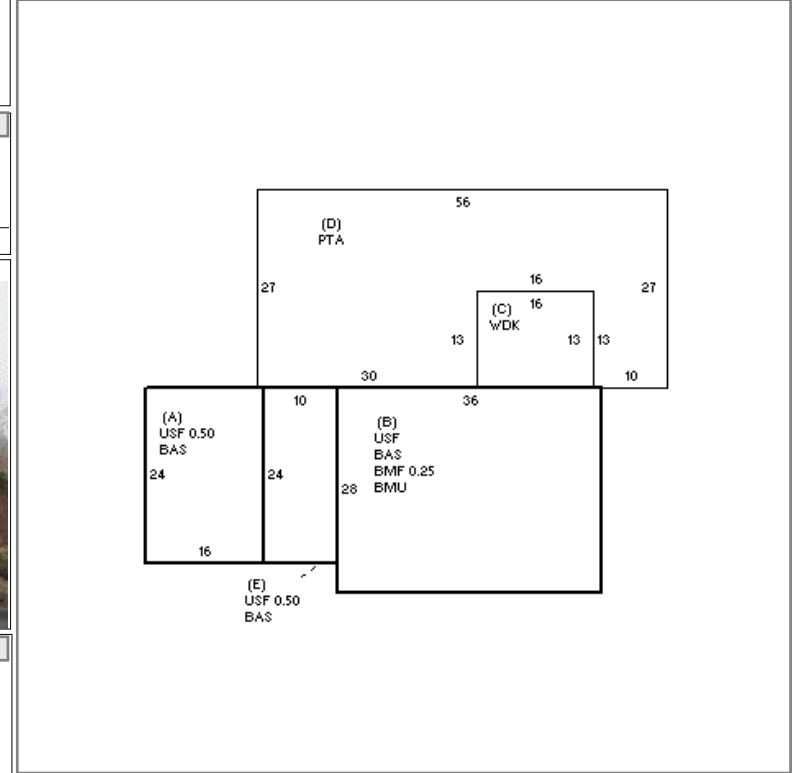 56
(D)
PTA
27
27
16
16
(C)
WDK
13
13
13
30
10
10
36
(A)
USF 0.50
BAS
(B)
USF
BAS
BMF 0.25
BMU
24
24
28
16
(E)
USF 0.50
BAS